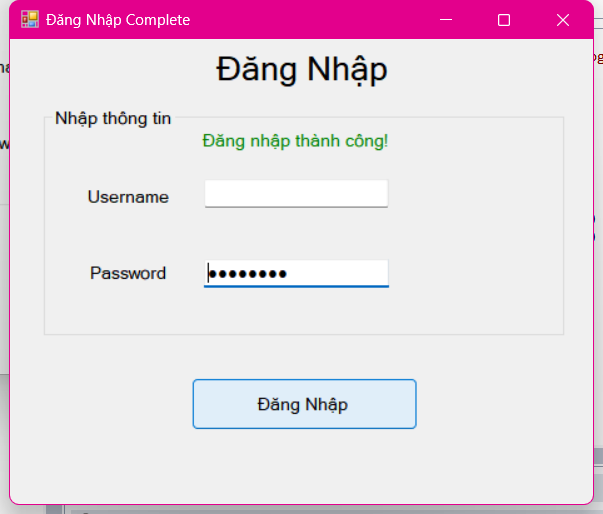 Đăng Nhập Complete
Đăng Nhập
Nhập thông tin
Đăng nhập thành công!
Username
Password
••••••••
Đăng Nhập